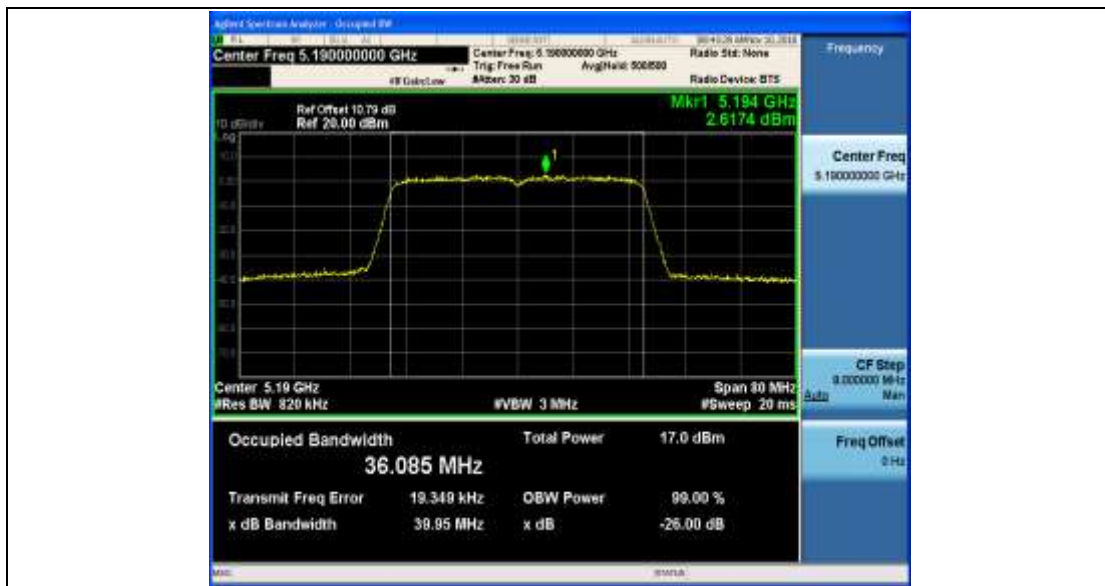 Agilent Spectrum Analyzer - Occupied BW
Center Freq 5.190000000 GHz
Center Freq: 5.190000000 GHz
Radio Std: None
Trig: Free Run
Avg|Hold: 500/500
#IFGain:Low
#Atten: 30 dB
Radio Device: BTS
Frequency
Ref Offset 10.79 dB
Ref 20.00 dBm
Mkr1 5.194 GHz
2.6174 dBm
10 dB/div
Log
1
Center Freq
5.190000000 GHz
Center 5.19 GHz
Span 80 MHz
#Res BW 820 kHz
#VBW 3 MHz
#Sweep 20 ms
CF Step
8.000000 MHz
Auto
Man
Occupied Bandwidth
36.085 MHz
Total Power
17.0 dBm
Freq Offset
0 Hz
Transmit Freq Error
19.349 kHz
OBW Power
99.00 %
x dB Bandwidth
39.95 MHz
x dB
-26.00 dB
MSG
STATUS